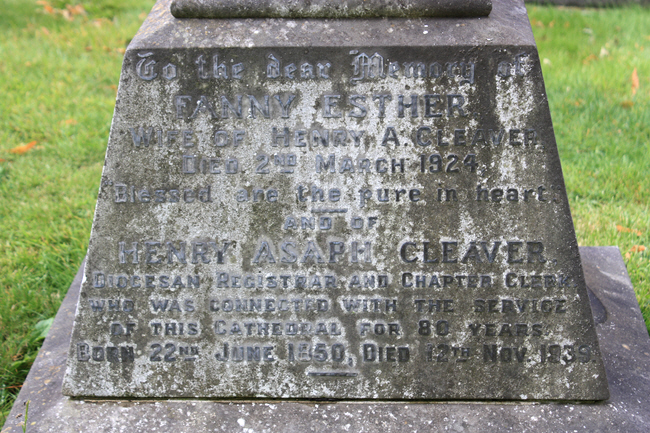 To the dear Memory of
FANNY ESTHER
WIFE OF HENRY A. CLEAVER
DIED 2ND MARCH 1924.
Blessed are the pure in heart.
AND OF
HENRY ASAPH CLEAVER
DIOCESAN REGISTRAR AND CHAPTER CLERK
WHO WAS CONNECTED WITH THE SERVICE
OF THIS CATHEDRAL FOR 80 YEARS.
BORN 22ND JUNE 1850, DIED 12TH NOV. 1939